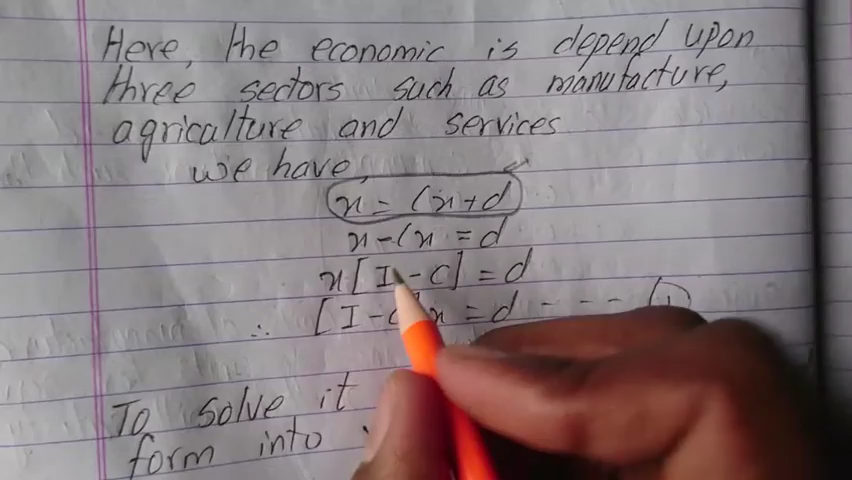 Here, the economic is depend upon
three sectors such as manufacture,
agriculture and services
we have,
x = Cx + d
x - Cx = d
x [ I - C ] = d
∴ [ I - C ] x = d - - - (1)
To solve it
form into